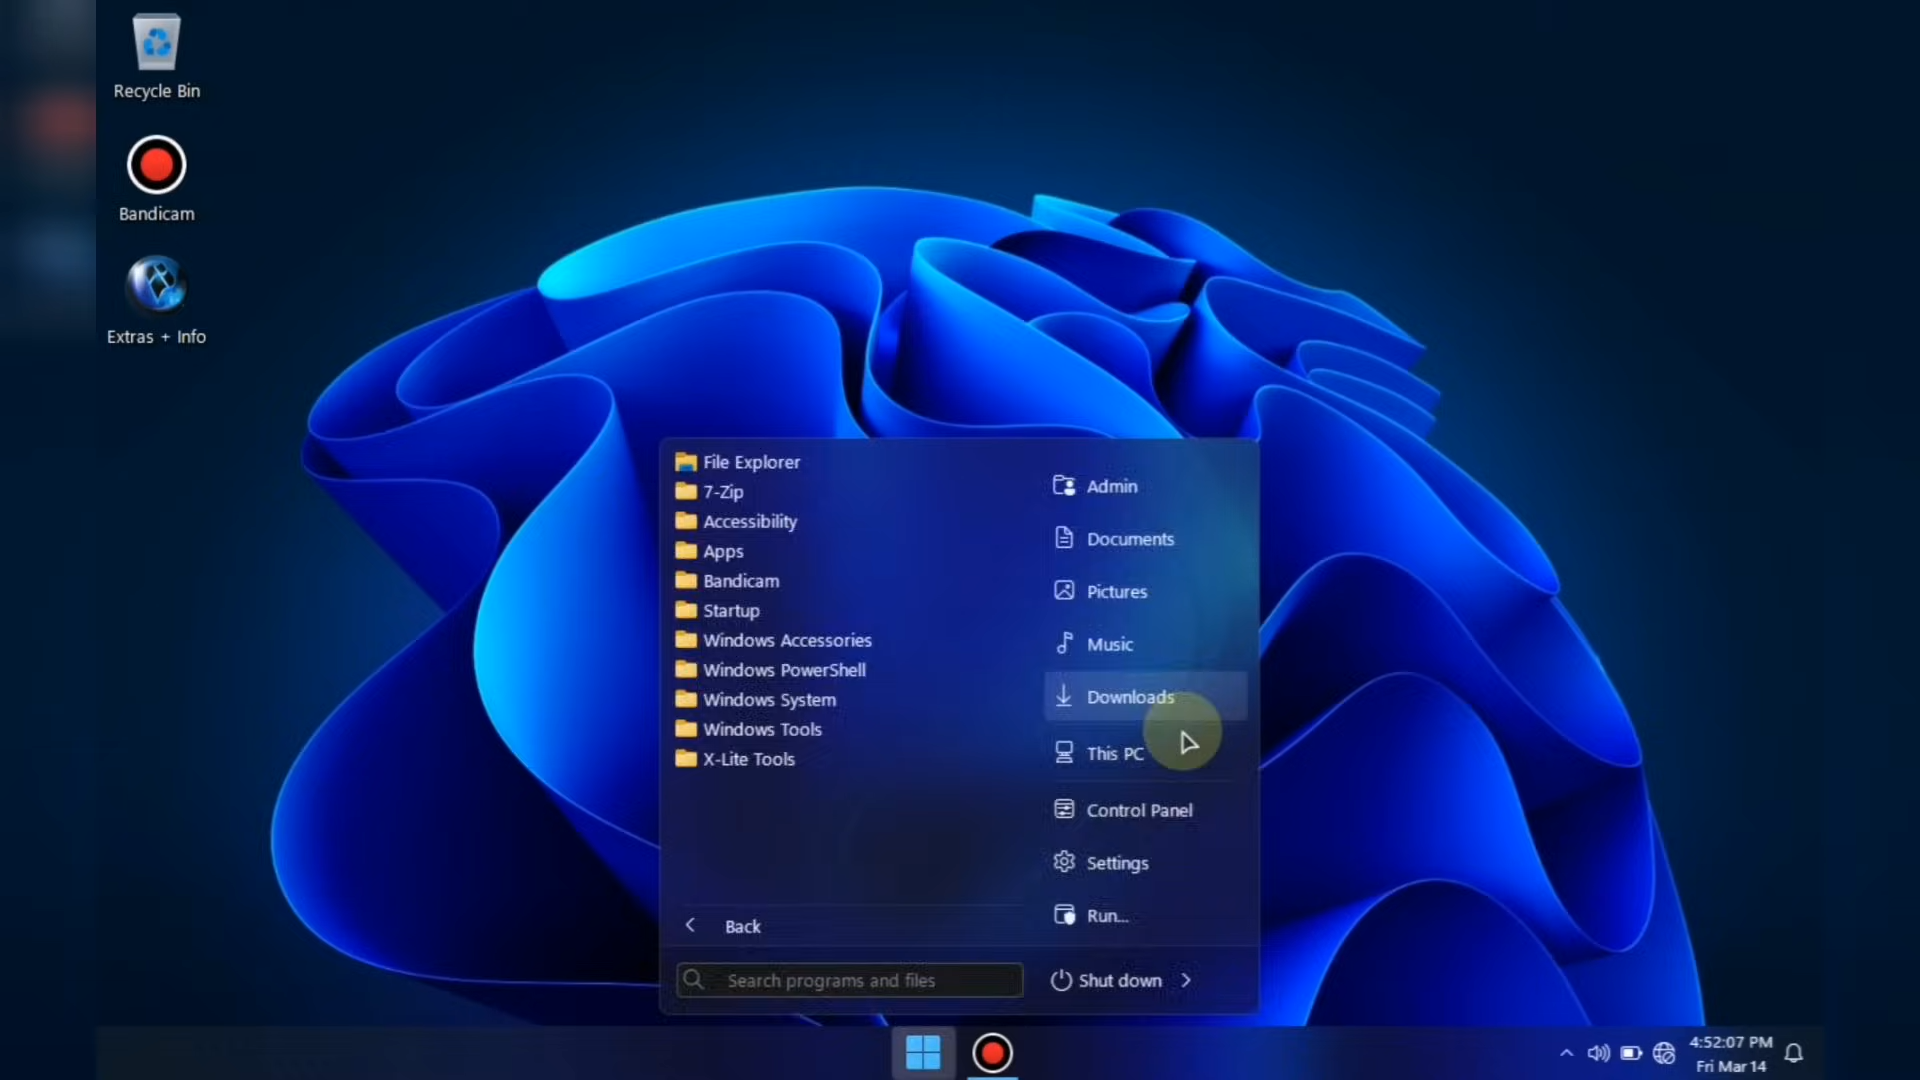 Recycle Bin
Bandicam
Extras + Info
File Explorer
7-Zip
Accessibility
Apps
Bandicam
Startup
Windows Accessories
Windows PowerShell
Windows System
Windows Tools
X-Lite Tools
Back
Search programs and files
Admin
Documents
Pictures
Music
Downloads
This PC
Control Panel
Settings
Run...
Shut down
4:52:07 PM
Fri Mar 14